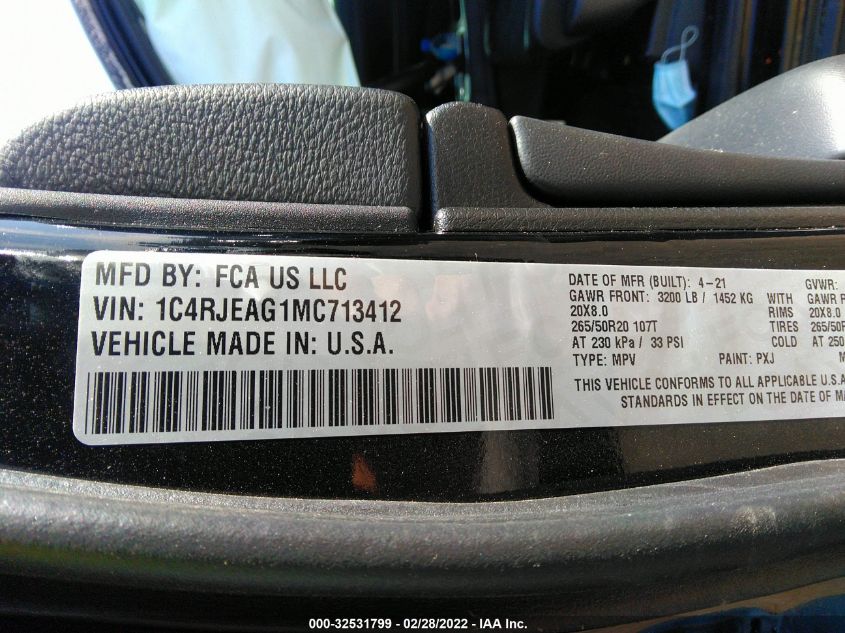 MFD BY: FCA US LLC
VIN: 1C4RJEAG1MC713412
VEHICLE MADE IN: U.S.A.
DATE OF MFR (BUILT): 4-21 GVWR:
GAWR FRONT: 3200 LB / 1452 KG WITH GAWR
20X8.0 RIMS 20X8.0
265/50R20 107T TIRES
AT 230 kPa / 33 PSI COLD AT 250
TYPE: MPV PAINT: PXJ
THIS VEHICLE CONFORMS TO ALL APPLICABLE U.S.A
STANDARDS IN EFFECT ON THE DATE OF
000-32531799 - 02/28/2022 - IAA Inc.